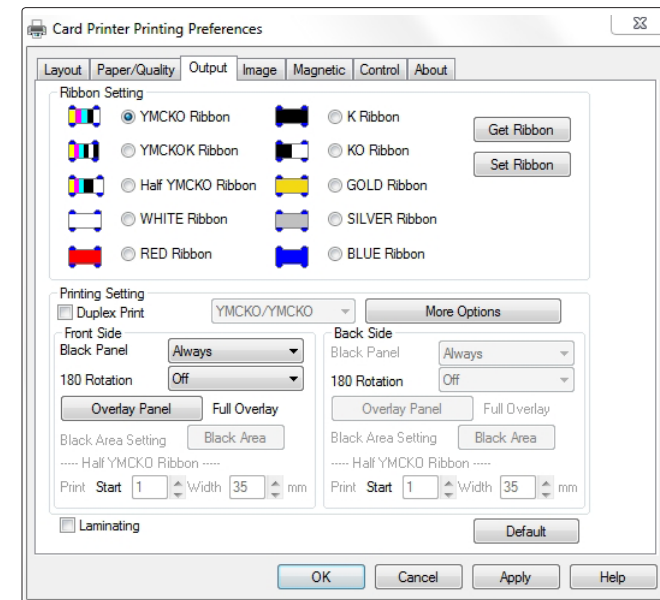 Card Printer Printing Preferences
Layout Paper/Quality Output Image Magnetic Control About
Ribbon Setting
YMCKO Ribbon K Ribbon Get Ribbon
YMCKOK Ribbon KO Ribbon Set Ribbon
Half YMCKO Ribbon GOLD Ribbon
WHITE Ribbon SILVER Ribbon
RED Ribbon BLUE Ribbon
Printing Setting
Duplex Print YMCKO/YMCKO More Options
Front Side
Black Panel Always
180 Rotation Off
Overlay Panel Full Overlay
Black Area Setting Black Area
----- Half YMCKO Ribbon -----
Print Start 1 Width 35 mm
Back Side
Black Panel Always
180 Rotation Off
Overlay Panel Full Overlay
Black Area Setting Black Area
----- Half YMCKO Ribbon -----
Print Start 1 Width 35 mm
Laminating Default
OK Cancel Apply Help